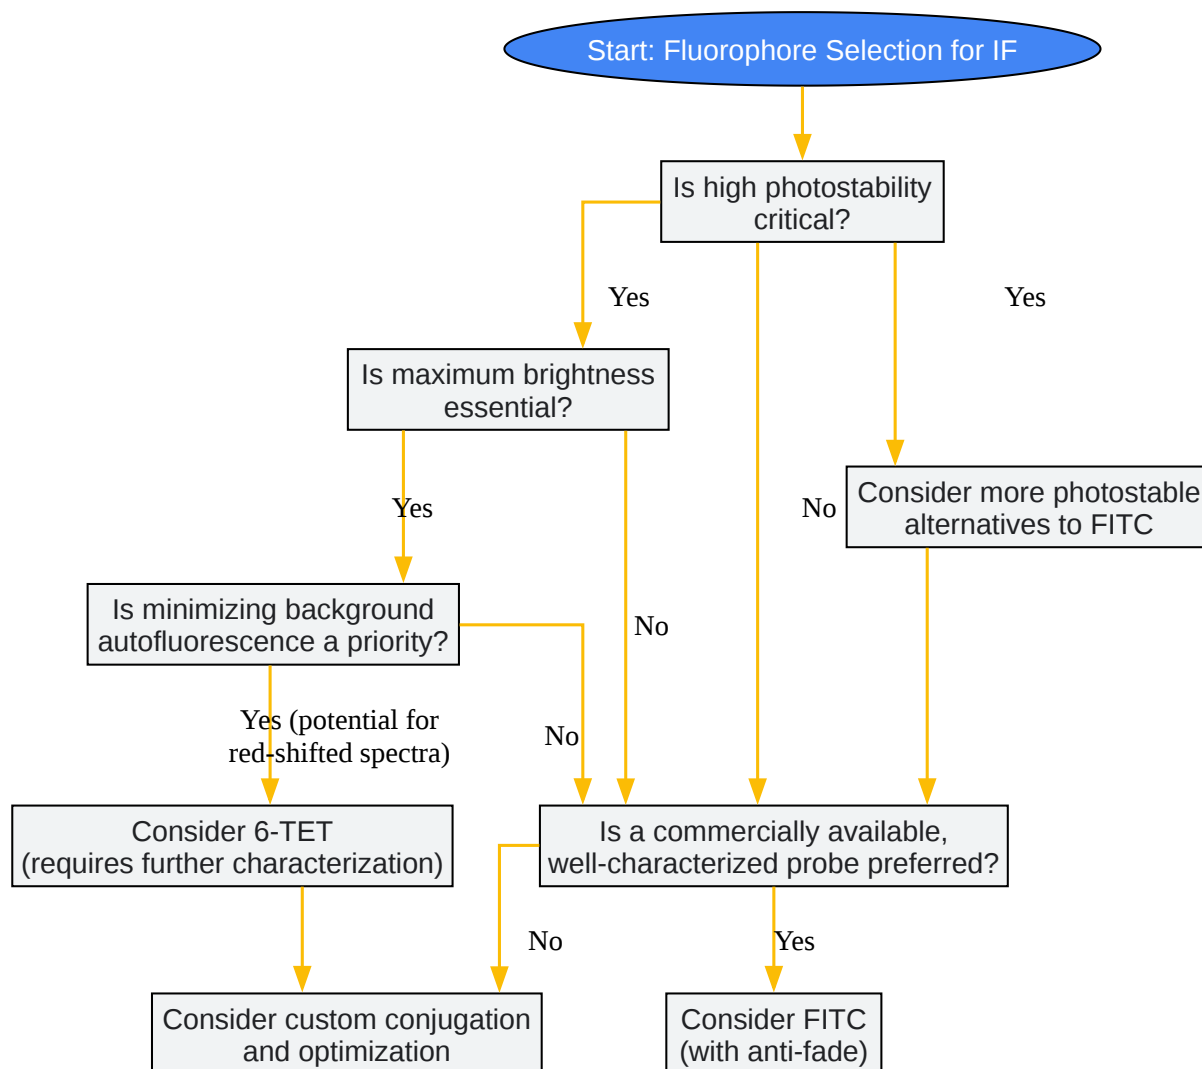 Start: Fluorophore Selection for IF
Is high photostability
critical?
Yes
Yes
Is maximum brightness
essential?
Yes
No
Consider more photostable
alternatives to FITC
Is minimizing background
autofluorescence a priority?
No
Yes (potential for
red-shifted spectra)
No
Consider 6-TET
(requires further characterization)
Is a commercially available,
well-characterized probe preferred?
No
Yes
Consider custom conjugation
and optimization
Consider FITC
(with anti-fade)